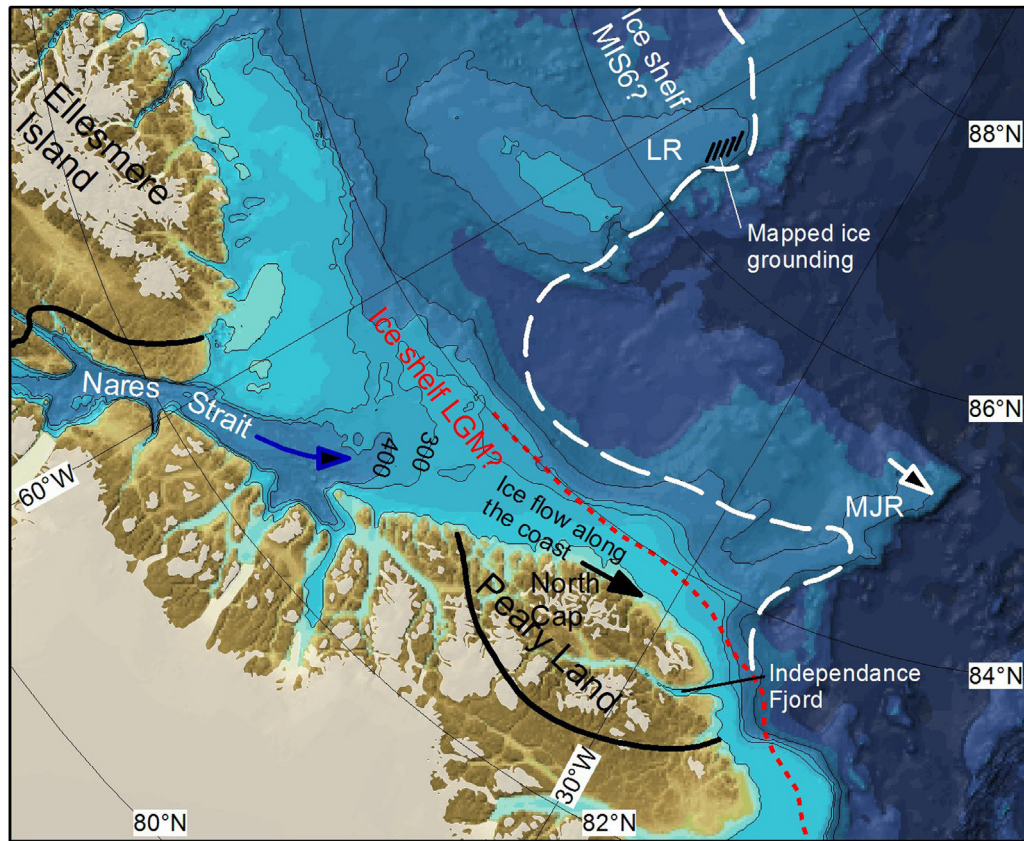 Ice shelf
MIS6?
Ellesmere
Island
88°N
LR
Mapped ice
grounding
Ice shelf LGM?
Nares
Strait
400
300
86°N
60°W
MJR
Ice flow along
the coast
North
Cap
Peary Land
Independance
Fjord
84°N
30°W
80°N
82°N